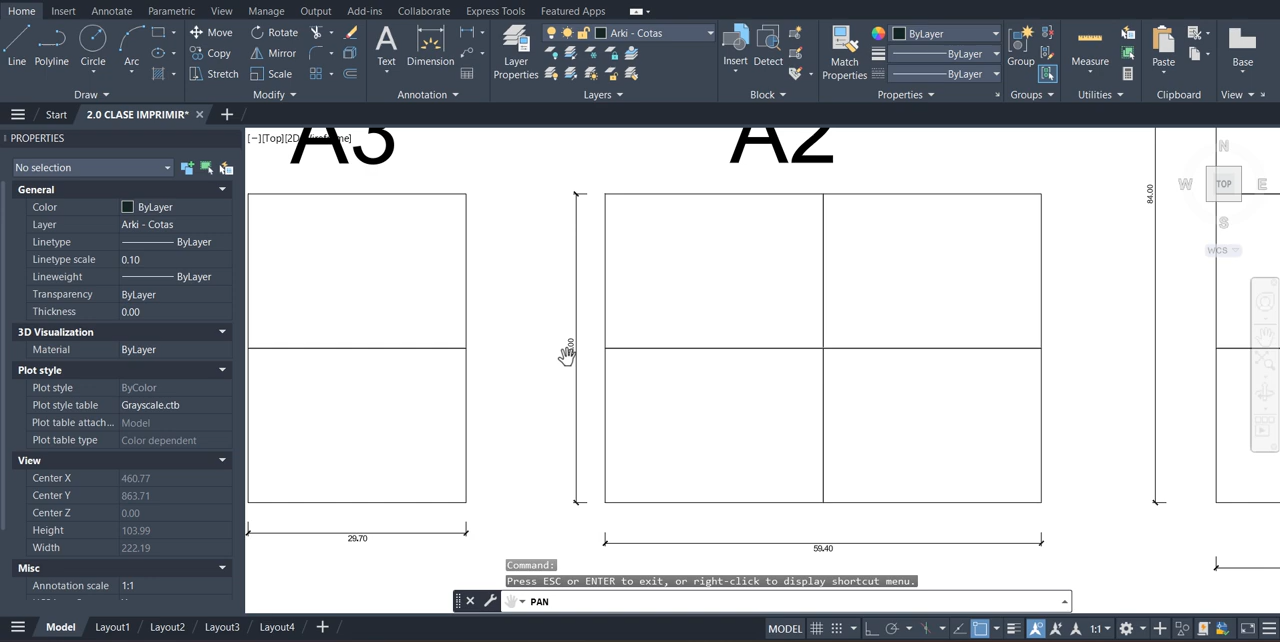 Home Insert Annotate Parametric View Manage Output Add-ins Collaborate Express Tools Featured Apps
Line Polyline Circle Arc
Move Rotate
Copy Mirror
Stretch Scale
Text Dimension
Layer Properties
Arki - Cotas
Insert Detect
Match Properties
ByLayer
ByLayer
ByLayer
Group Measure Paste Base
Draw Modify Annotation Layers Block Properties Groups Utilities Clipboard View
Start 2.0 CLASE IMPRIMIR*
PROPERTIES
No selection
General
Color ByLayer
Layer Arki - Cotas
Linetype ByLayer
Linetype scale 0.10
Lineweight ByLayer
Transparency ByLayer
Thickness 0.00
3D Visualization
Material ByLayer
Plot style
Plot style ByColor
Plot style table Grayscale.ctb
Plot table attach... Model
Plot table type Color dependent
View
Center X 460.77
Center Y 863.71
Center Z 0.00
Height 103.99
Width 222.19
Misc
Annotation scale 1:1
[−][Top][2D
A3
A2
84.00
N
W TOP E
S
WCS
29.70
59.40
Command:
Press ESC or ENTER to exit, or right-click to display shortcut menu.
PAN
Model Layout1 Layout2 Layout3 Layout4
MODEL 1:1